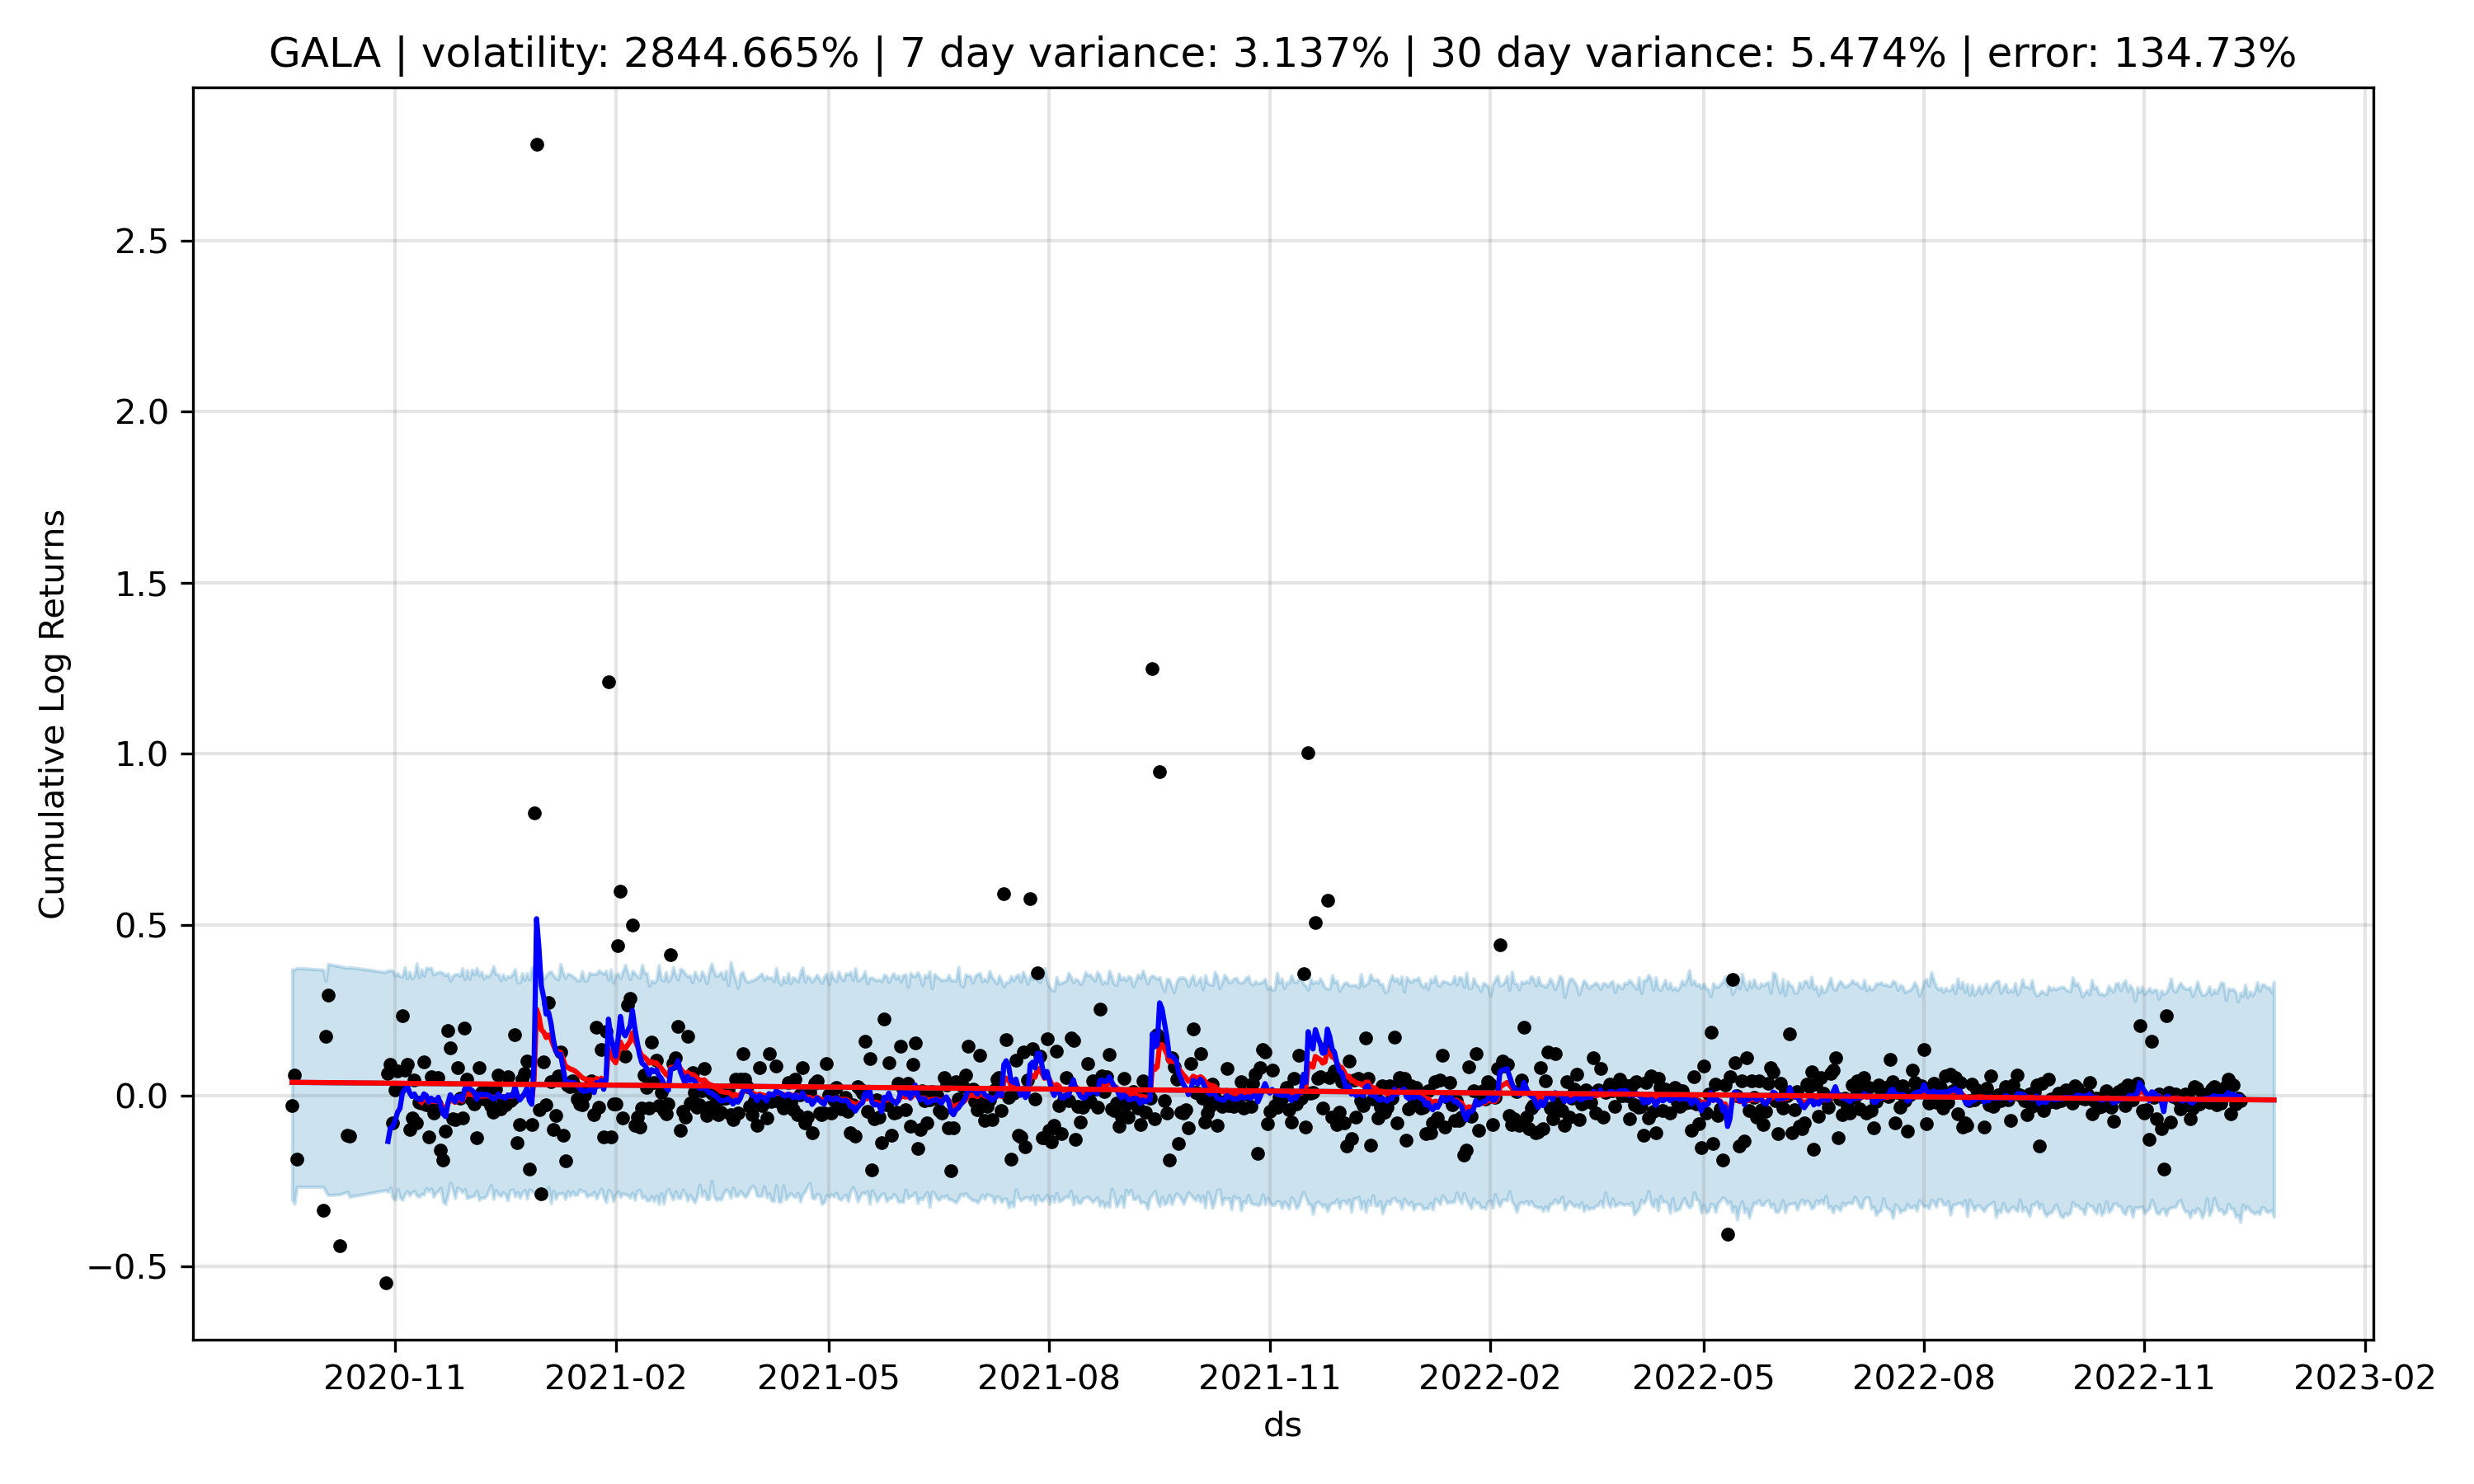 GALA | volatility: 2844.665% | 7 day variance: 3.137% | 30 day variance: 5.474% | error: 134.73%
Cumulative Log Returns
2.5
2.0
1.5
1.0
0.5
0.0
−0.5
2020-11 2021-02 2021-05 2021-08 2021-11 2022-02 2022-05 2022-08 2022-11 2023-02
ds